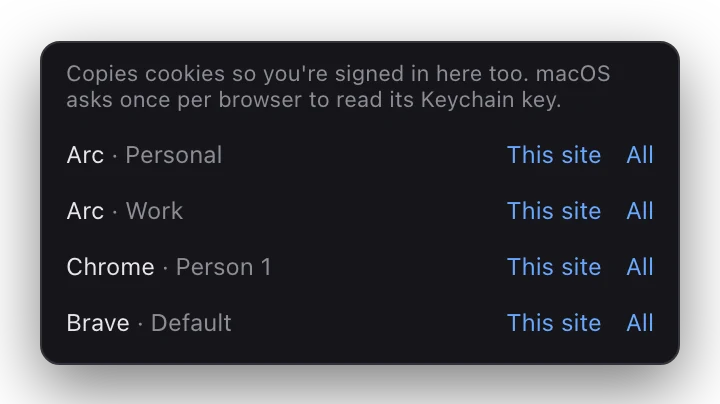 Copies cookies so you're signed in here too. macOS
asks once per browser to read its Keychain key.
Arc · Personal This site All
Arc · Work This site All
Chrome · Person 1 This site All
Brave · Default This site All